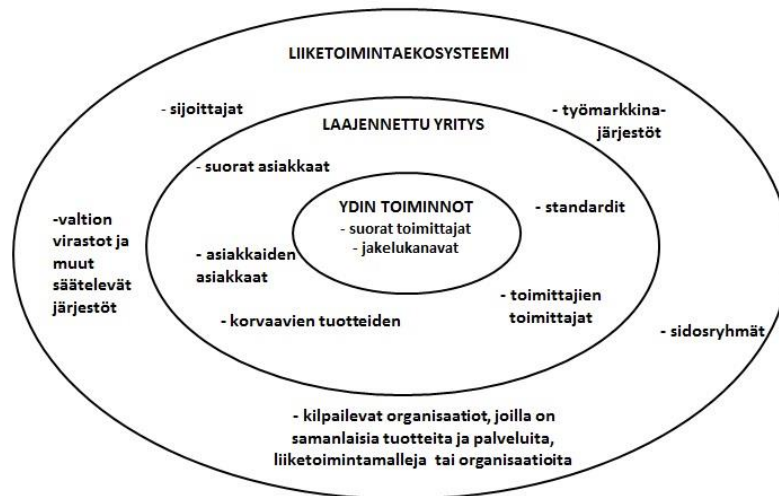 LIIKETOIMINTAEKOSYSTEEMI
- sijoittajat
- työmarkkina-
järjestöt
LAAJENNETTU YRITYS
- suorat asiakkaat
YDIN TOIMINNOT
- suorat toimittajat
- jakelukanavat
- standardit
-valtion
virastot ja
muut
säätelevät
järjestöt
- asiakkaiden
asiakkaat
- toimittajien
toimittajat
- korvaavien tuotteiden
- sidosryhmät
- kilpailevat organisaatiot, joilla on
samanlaisia tuotteita ja palveluita,
liiketoimintamalleja tai organisaatioita